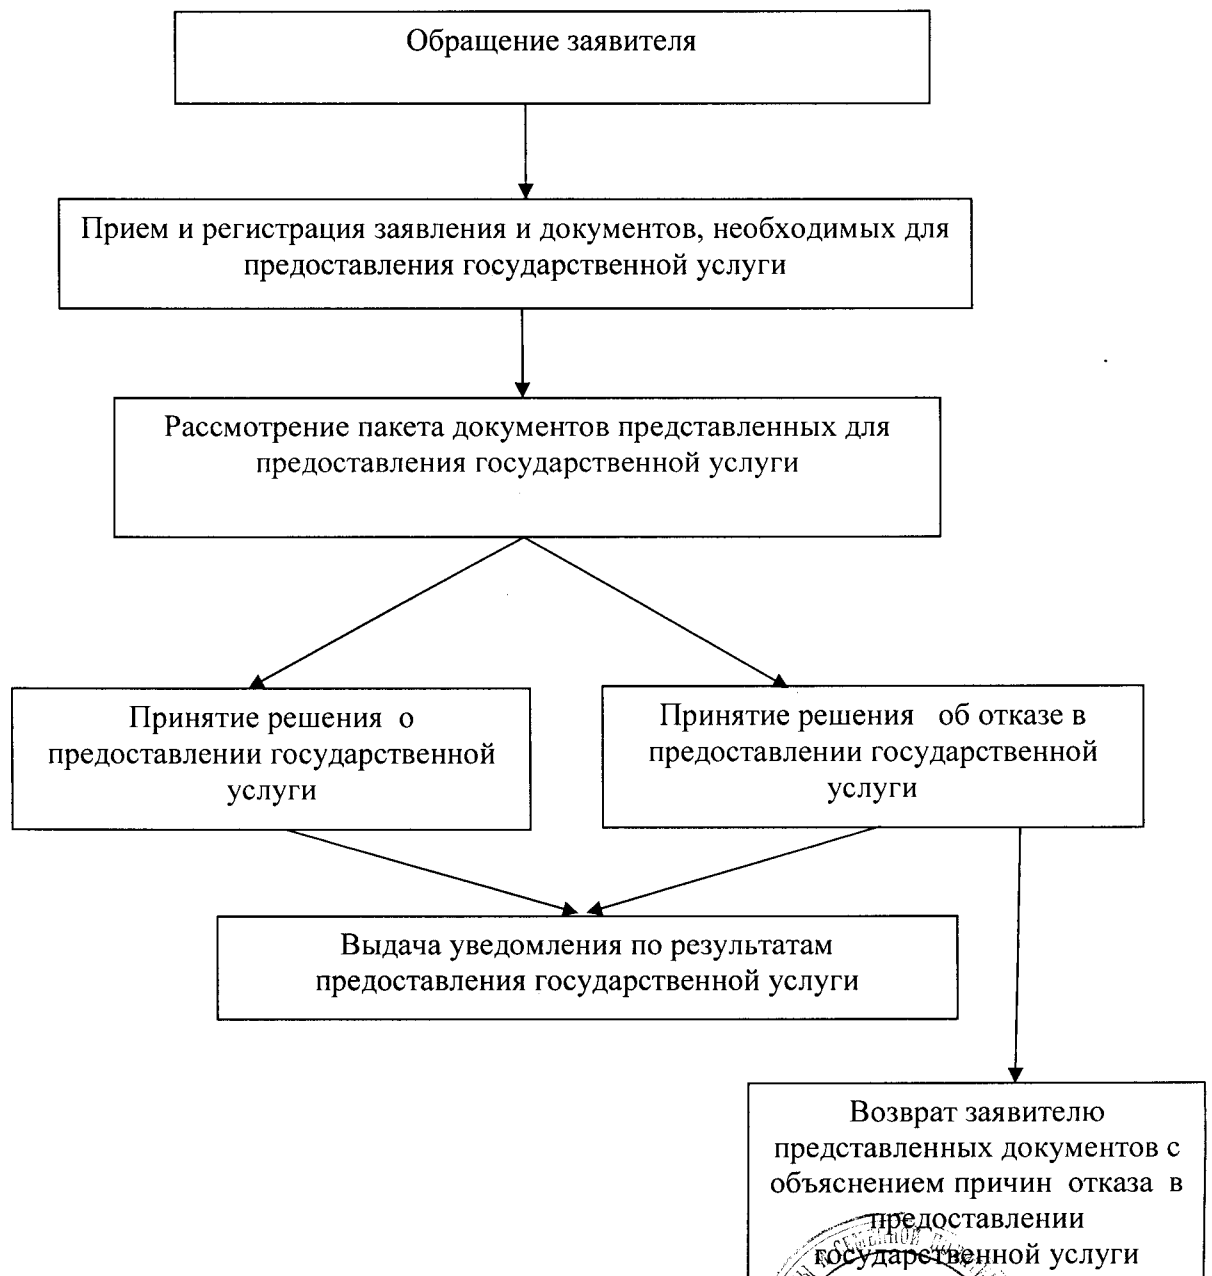 Обращение заявителя
Прием и регистрация заявления и документов, необходимых для
предоставления государственной услуги
Рассмотрение пакета документов представленных для
предоставления государственной услуги
Принятие решения о
предоставлении государственной
услуги
Принятие решения об отказе в
предоставлении государственной
услуги
Выдача уведомления по результатам
предоставления государственной услуги
Возврат заявителю
представленных документов с
объяснением причин отказа в
предоставлении
государственной услуги
И СЕМЕЙНОЙ